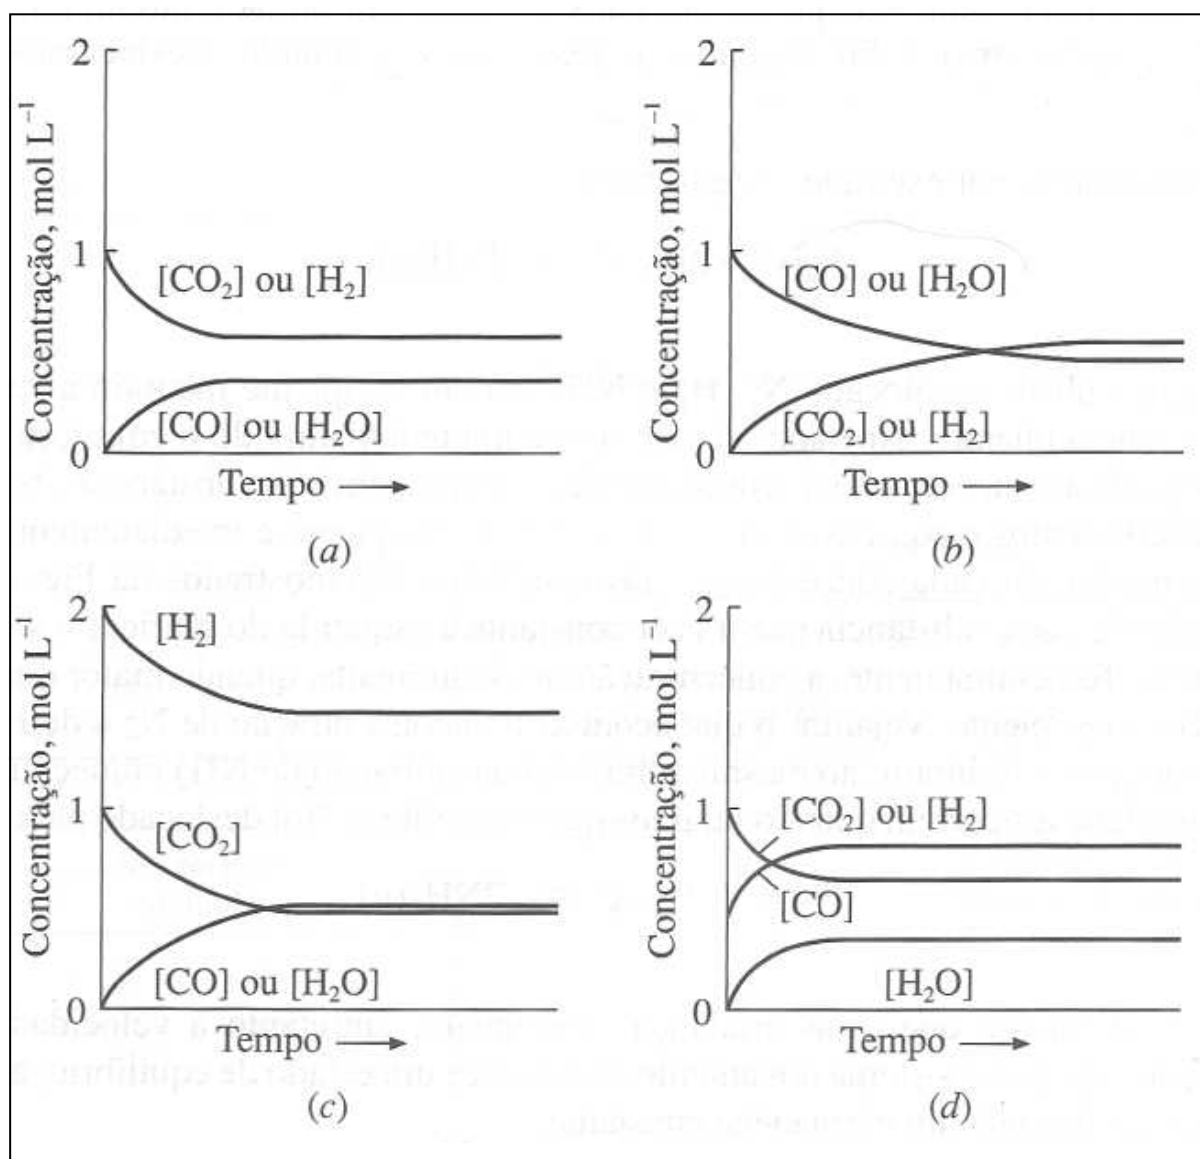 2
1
0
Concentração, mol L⁻¹
[CO₂] ou [H₂]
[CO] ou [H₂O]
Tempo
(a)
2
1
0
Concentração, mol L⁻¹
[CO] ou [H₂O]
[CO₂] ou [H₂]
Tempo
(b)
2
1
0
Concentração, mol L⁻¹
[H₂]
[CO₂]
[CO] ou [H₂O]
Tempo
(c)
2
1
0
Concentração, mol L⁻¹
[CO₂] ou [H₂]
[CO]
[H₂O]
Tempo
(d)